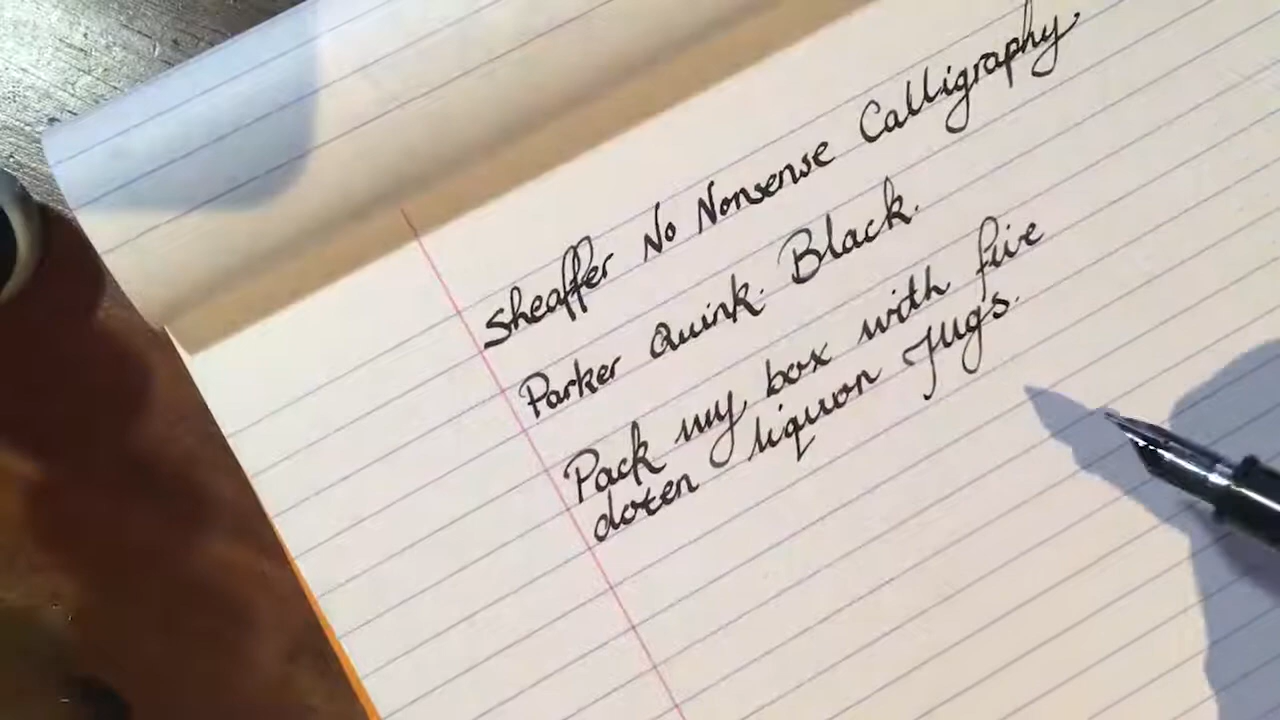 Sheaffer No Nonsense Calligraphy
Parker Quink. Black.
Pack my box with five
dozen liquor Jugs.